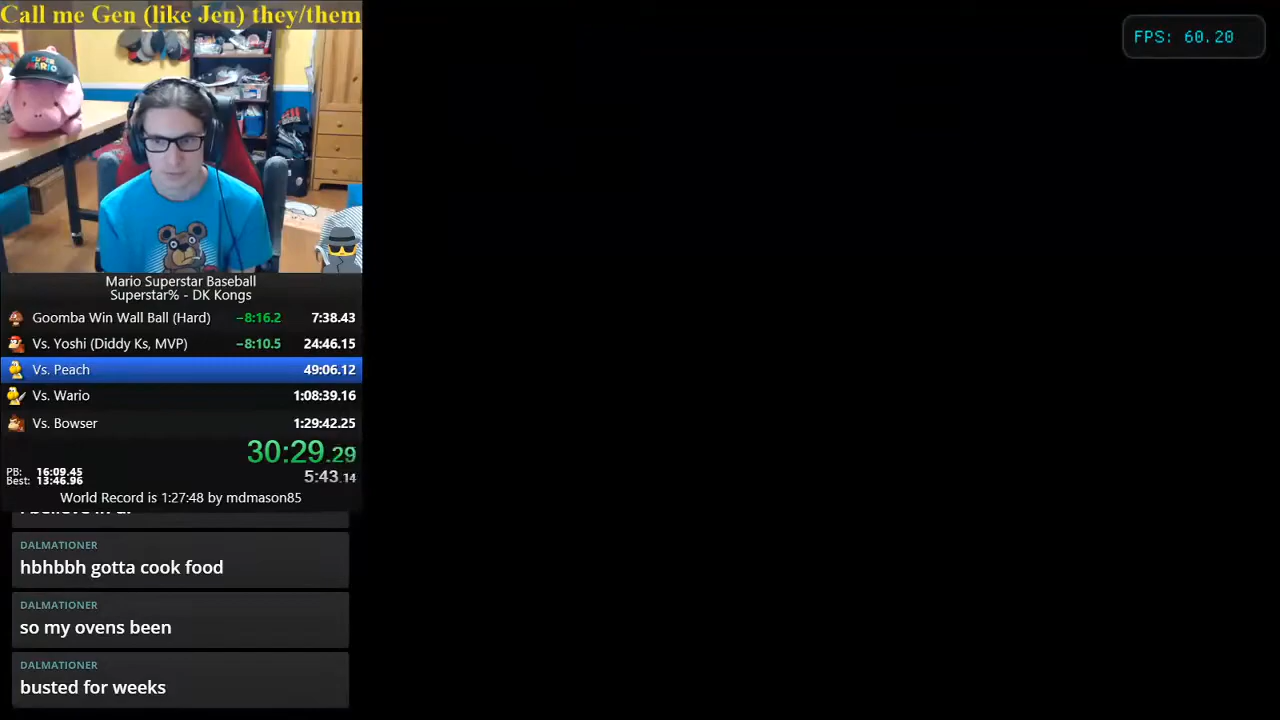 Call me Gen (like Jen) they/them
FPS: 60.20
SUPER MARIO
Mario Superstar Baseball
Superstar% - DK Kongs
Goomba Win Wall Ball (Hard) −8:16.2 7:38.43
Vs. Yoshi (Diddy Ks, MVP) −8:10.5 24:46.15
Vs. Peach 49:06.12
Vs. Wario 1:08:39.16
Vs. Bowser 1:29:42.25
30:29.29
PB: 16:09.45
Best: 13:46.96
5:43.14
World Record is 1:27:48 by mdmason85
DALMATIONER
hbhbbh gotta cook food
DALMATIONER
so my ovens been
DALMATIONER
busted for weeks